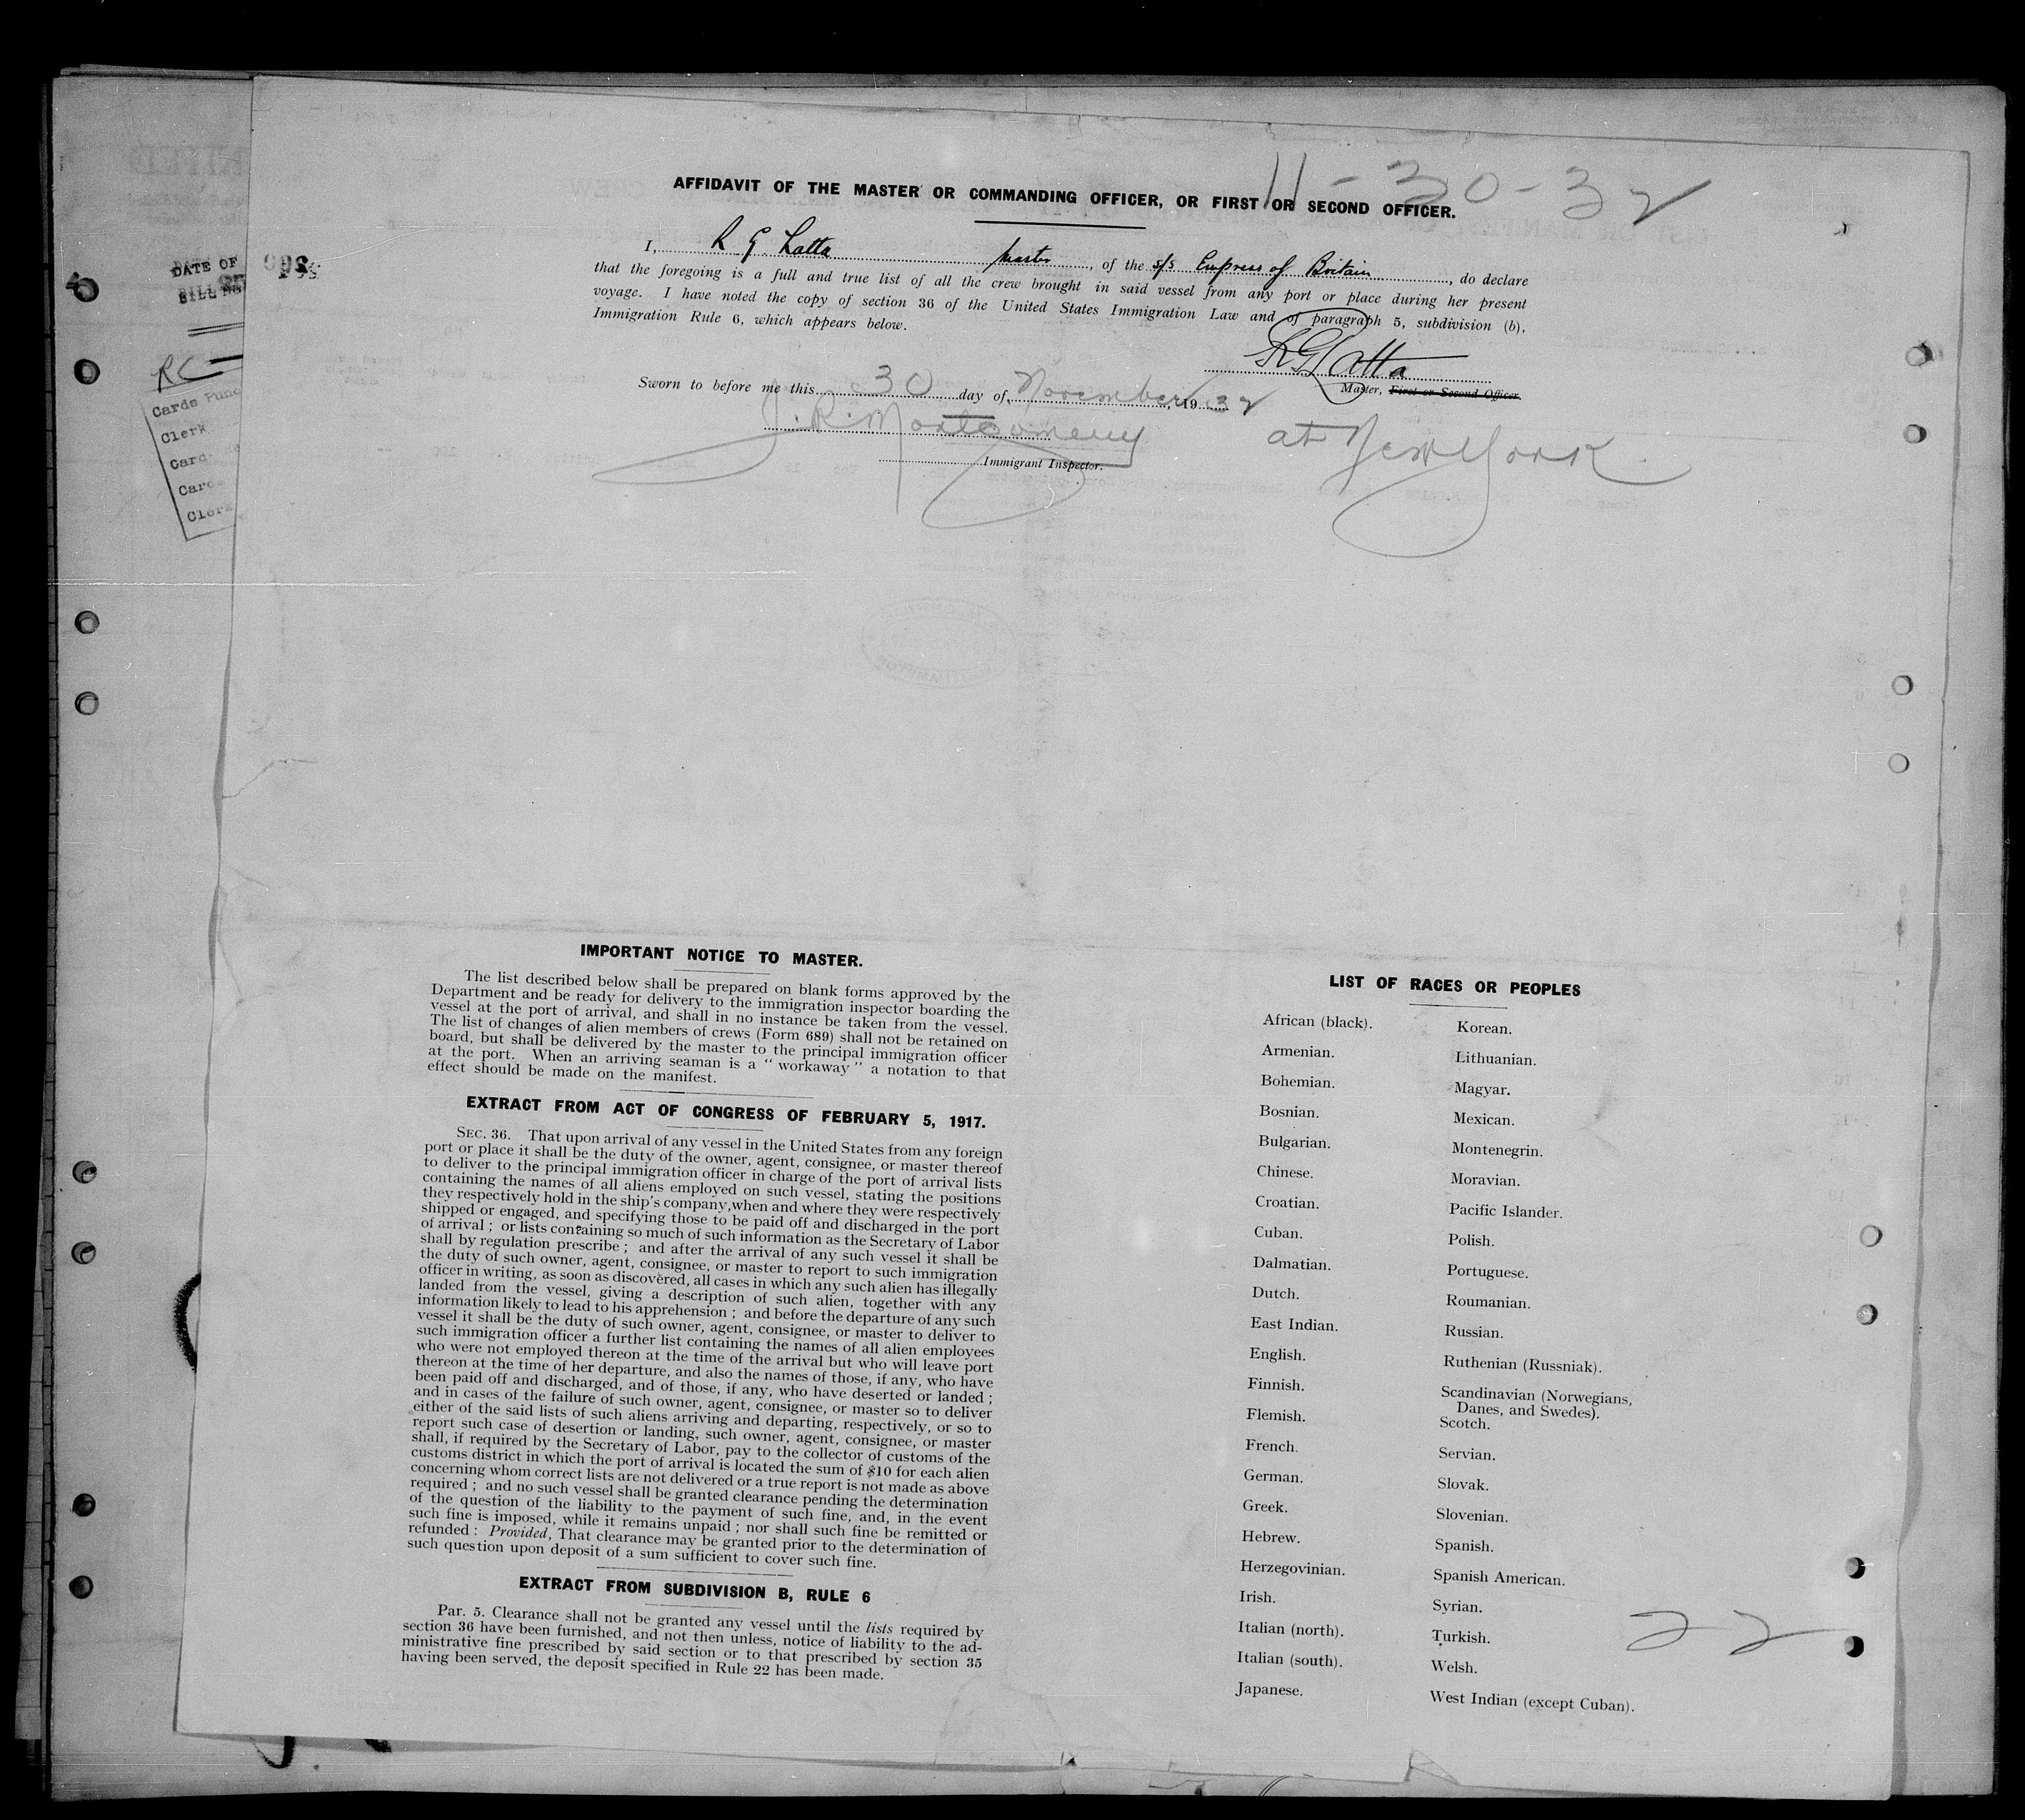 11-30-32
AFFIDAVIT OF THE MASTER OR COMMANDING OFFICER, OR FIRST OR SECOND OFFICER.
I, R G Latta Master, of the s/s Empress of Britain, do declare
that the foregoing is a full and true list of all the crew brought in said vessel from any port or place during her present
voyage. I have noted the copy of section 36 of the United States Immigration Law and of paragraph 5, subdivision (b),
Immigration Rule 6, which appears below.
RG Latta
Master, First or Second Officer.
Sworn to before me this 30 day of November, 1932
J. R. Montgomery
at New York
Immigrant Inspector.
DATE OF
RC
Cards Punc
Clerk
Card
Card
Clerk
IMPORTANT NOTICE TO MASTER.
The list described below shall be prepared on blank forms approved by the
Department and be ready for delivery to the immigration inspector boarding the
vessel at the port of arrival, and shall in no instance be taken from the vessel.
The list of changes of alien members of crews (Form 689) shall not be retained on
board, but shall be delivered by the master to the principal immigration officer
at the port. When an arriving seaman is a " workaway " a notation to that
effect should be made on the manifest.
EXTRACT FROM ACT OF CONGRESS OF FEBRUARY 5, 1917.
SEC. 36. That upon arrival of any vessel in the United States from any foreign
port or place it shall be the duty of the owner, agent, consignee, or master thereof
to deliver to the principal immigration officer in charge of the port of arrival lists
containing the names of all aliens employed on such vessel, stating the positions
they respectively hold in the ship's company,when and where they were respectively
shipped or engaged, and specifying those to be paid off and discharged in the port
of arrival ; or lists containing so much of such information as the Secretary of Labor
shall by regulation prescribe ; and after the arrival of any such vessel it shall be
the duty of such owner, agent, consignee, or master to report to such immigration
officer in writing, as soon as discovered, all cases in which any such alien has illegally
landed from the vessel, giving a description of such alien, together with any
information likely to lead to his apprehension ; and before the departure of any such
vessel it shall be the duty of such owner, agent, consignee, or master to deliver to
such immigration officer a further list containing the names of all alien employees
who were not employed thereon at the time of the arrival but who will leave port
thereon at the time of her departure, and also the names of those, if any, who have
been paid off and discharged, and of those, if any, who have deserted or landed ;
and in cases of the failure of such owner, agent, consignee, or master so to deliver
either of the said lists of such aliens arriving and departing, respectively, or so to
report such case of desertion or landing, such owner, agent, consignee, or master
shall, if required by the Secretary of Labor, pay to the collector of customs of the
customs district in which the port of arrival is located the sum of $10 for each alien
concerning whom correct lists are not delivered or a true report is not made as above
required ; and no such vessel shall be granted clearance pending the determination
of the question of the liability to the payment of such fine, and, in the event
such fine is imposed, while it remains unpaid ; nor shall such fine be remitted or
refunded : Provided, That clearance may be granted prior to the determination of
such question upon deposit of a sum sufficient to cover such fine.
EXTRACT FROM SUBDIVISION B, RULE 6
Par. 5. Clearance shall not be granted any vessel until the lists required by
section 36 have been furnished, and not then unless, notice of liability to the ad-
ministrative fine prescribed by said section or to that prescribed by section 35
having been served, the deposit specified in Rule 22 has been made.
LIST OF RACES OR PEOPLES
African (black).
Armenian.
Bohemian.
Bosnian.
Bulgarian.
Chinese.
Croatian.
Cuban.
Dalmatian.
Dutch.
East Indian.
English.
Finnish.
Flemish.
French.
German.
Greek.
Hebrew.
Herzegovinian.
Irish.
Italian (north).
Italian (south).
Japanese.
Korean.
Lithuanian.
Magyar.
Mexican.
Montenegrin.
Moravian.
Pacific Islander.
Polish.
Portuguese.
Roumanian.
Russian.
Ruthenian (Russniak).
Scandinavian (Norwegians,
Danes, and Swedes).
Scotch.
Servian.
Slovak.
Slovenian.
Spanish.
Spanish American.
Syrian.
Turkish.
Welsh.
West Indian (except Cuban).
22